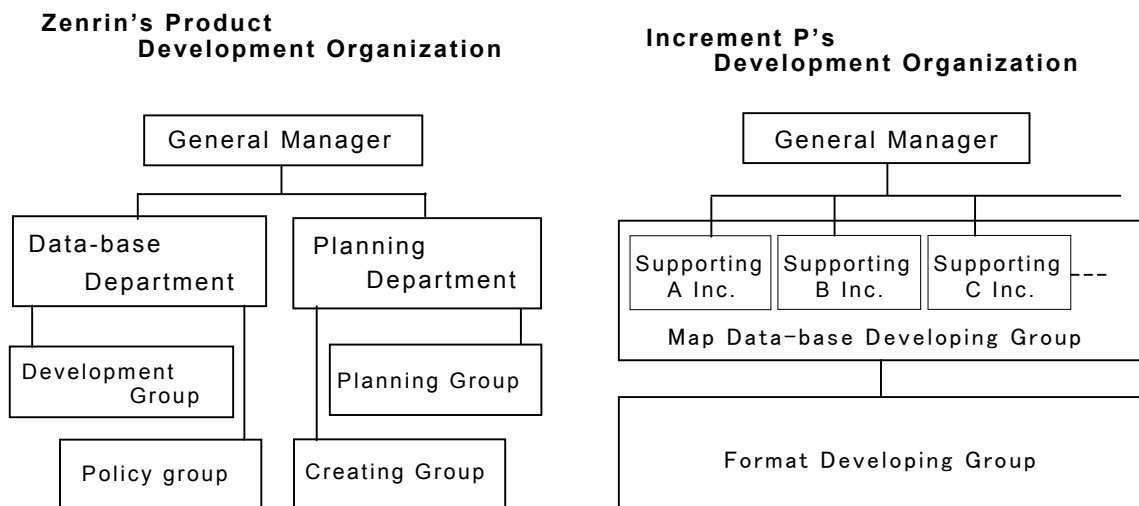 Zenrin's Product
Development Organization
General Manager
Data-base
Department
Planning
Department
Development
Group
Planning Group
Policy group
Creating Group
Increment P's
Development Organization
General Manager
Supporting
A Inc.
Supporting
B Inc.
Supporting
C Inc.
Map Data-base Developing Group
Format Developing Group